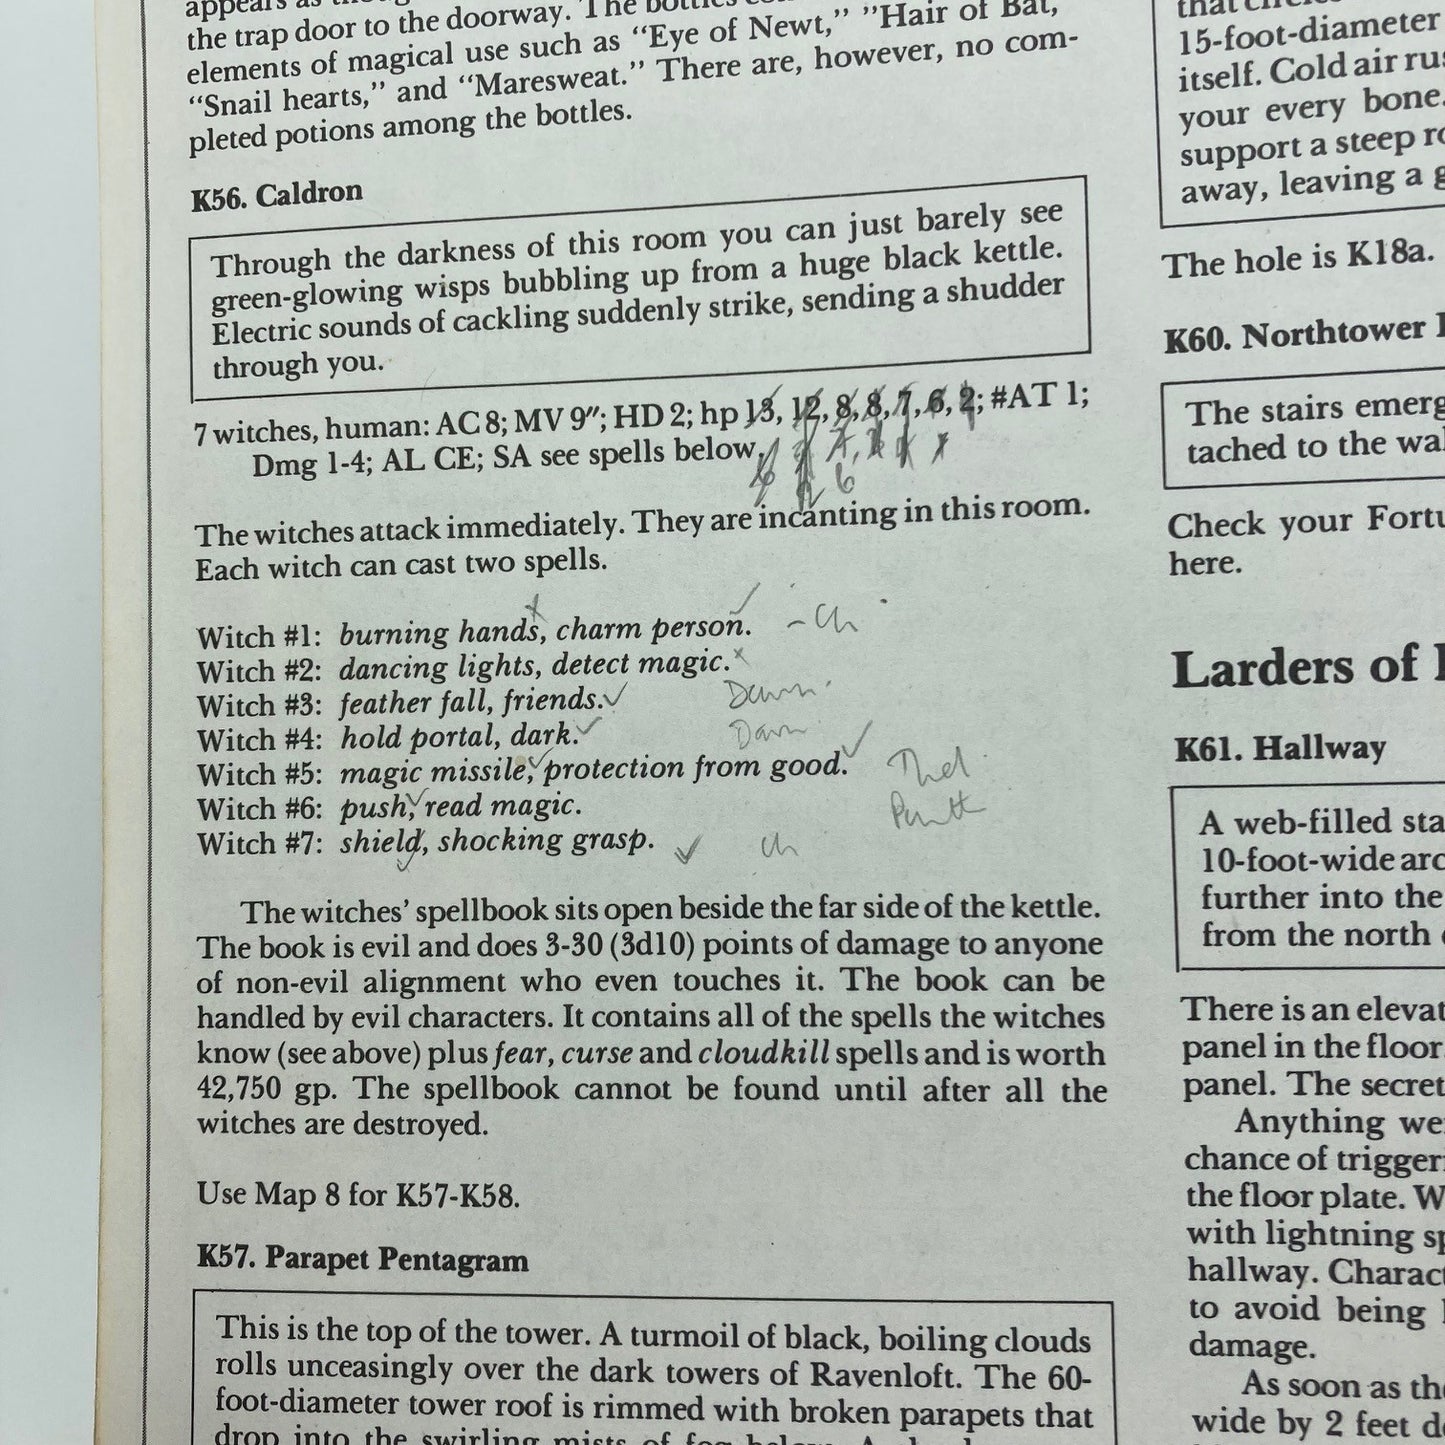 appears as
the trap door to the doorway. The bottles
elements of magical use such as “Eye of Newt,” ”Hair of Bat,
“Snail hearts,” and “Maresweat.” There are, however, no com-
pleted potions among the bottles.
K56. Caldron
Through the darkness of this room you can just barely see
green-glowing wisps bubbling up from a huge black kettle.
Electric sounds of cackling suddenly strike, sending a shudder
through you.
7 witches, human: AC 8; MV 9″; HD 2; hp 13, 12, 8, 8, 7, 6, 2; #AT 1;
Dmg 1-4; AL CE; SA see spells below.
6
The witches attack immediately. They are incanting in this room.
Each witch can cast two spells.
Witch #1: burning hands, charm person. – Ch
Witch #2: dancing lights, detect magic.
Witch #3: feather fall, friends.
Witch #4: hold portal, dark.
Witch #5: magic missile, protection from good.
Witch #6: push, read magic.
Witch #7: shield, shocking grasp. Ch
The witches’ spellbook sits open beside the far side of the kettle.
The book is evil and does 3-30 (3d10) points of damage to anyone
of non-evil alignment who even touches it. The book can be
handled by evil characters. It contains all of the spells the witches
know (see above) plus fear, curse and cloudkill spells and is worth
42,750 gp. The spellbook cannot be found until after all the
witches are destroyed.
Use Map 8 for K57-K58.
K57. Parapet Pentagram
This is the top of the tower. A turmoil of black, boiling clouds
rolls unceasingly over the dark towers of Ravenloft. The 60-
foot-diameter tower roof is rimmed with broken parapets that
drop into the swirling mists of fog below.
that
15-foot-diameter
itself. Cold air
your every bone.
support a steep
away, leaving a
The hole is K18a.
K60. Northtower
The stairs
tached to the
Check your
here.
Larders of
K61. Hallway
A web-filled
10-foot-wide
further into the
from the north
There is an
panel in the floor
panel. The
Anything
chance of
the floor plate.
with lightning
hallway.
to avoid being
damage.
As soon as
wide by 2 feet